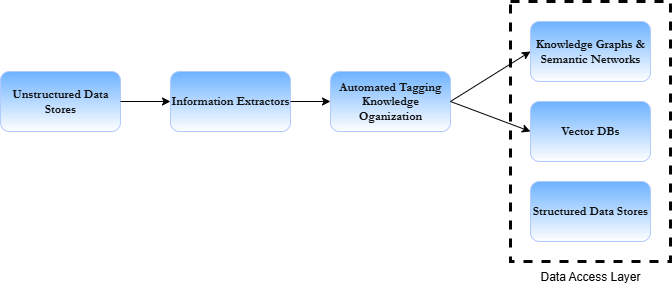 Unstructured Data
Stores
Information Extractors
Automated Tagging
Knowledge
Oganization
Knowledge Graphs &
Semantic Networks
Vector DBs
Structured Data Stores
Data Access Layer